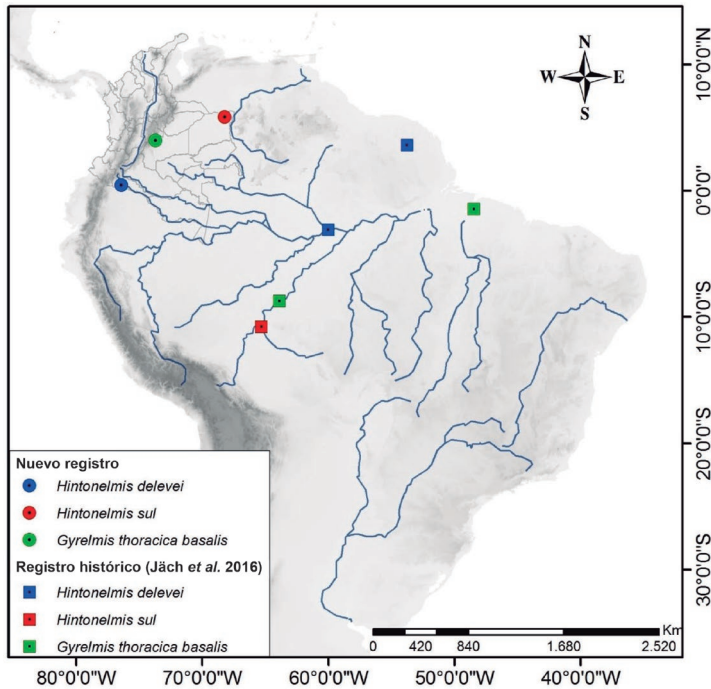 N
W E
S
10°0'0"N
0°0'0"
10°0'0"S
20°0'0"S
30°0'0"S
Nuevo registro
Hintonelmis delevei
Hintonelmis sul
Gyrelmis thoracica basalis
Registro histórico (Jäch et al. 2016)
Hintonelmis delevei
Hintonelmis sul
Gyrelmis thoracica basalis
Km
0 420 840 1.680 2.520
80°0'0"W 70°0'0"W 60°0'0"W 50°0'0"W 40°0'0"W